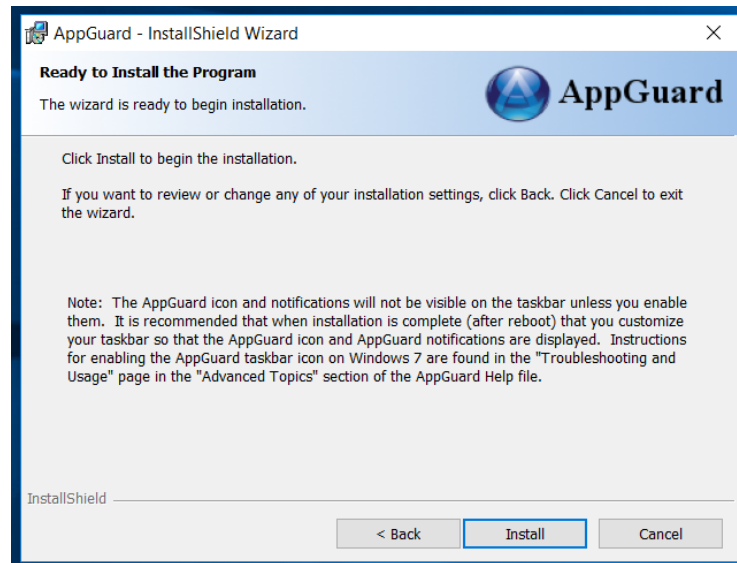 AppGuard - InstallShield Wizard
Ready to Install the Program
The wizard is ready to begin installation.
AppGuard
Click Install to begin the installation.
If you want to review or change any of your installation settings, click Back. Click Cancel to exit
the wizard.
Note:  The AppGuard icon and notifications will not be visible on the taskbar unless you enable
them.  It is recommended that when installation is complete (after reboot) that you customize
your taskbar so that the AppGuard icon and AppGuard notifications are displayed.  Instructions
for enabling the AppGuard taskbar icon on Windows 7 are found in the "Troubleshooting and
Usage" page in the "Advanced Topics" section of the AppGuard Help file.
InstallShield
< Back
Install
Cancel